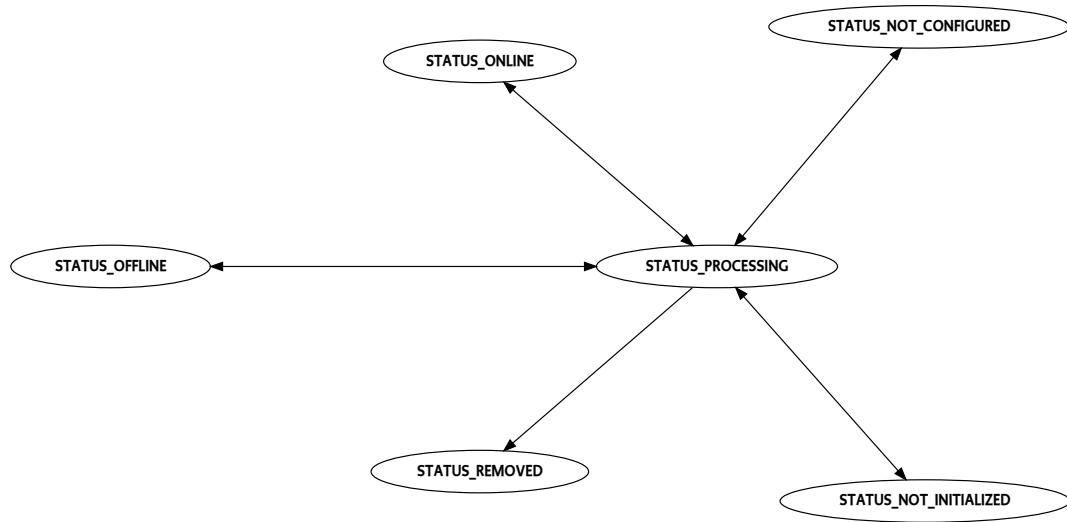 STATUS_NOT_CONFIGURED
STATUS_ONLINE
STATUS_OFFLINE
STATUS_PROCESSING
STATUS_REMOVED
STATUS_NOT_INITIALIZED